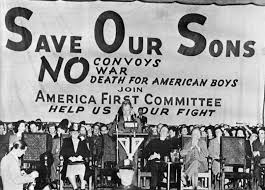 SAVE OUR SONS
NO CONVOYS
WAR
DEATH FOR AMERICAN BOYS
JOIN
AMERICA FIRST COMMITTEE
HELP US IN OUR FIGHT